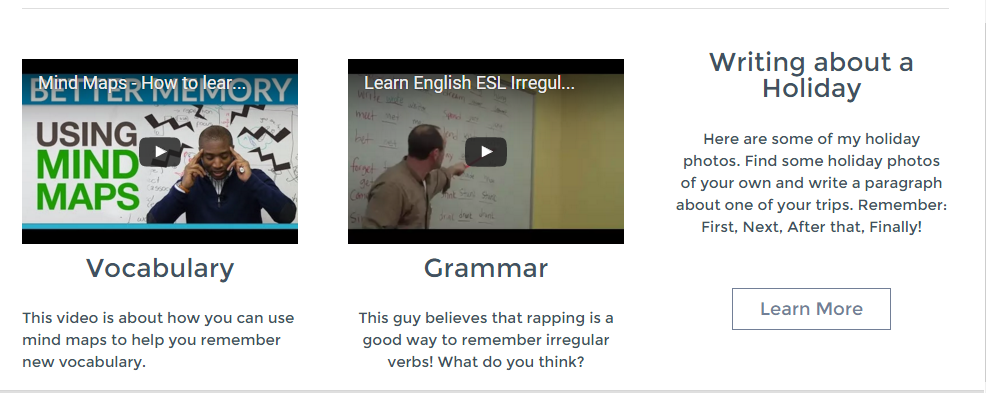 Mind Maps - How to lear...
BETTER MEMORY
USING
MIND
MAPS
Vocabulary
This video is about how you can use
mind maps to help you remember
new vocabulary.
Learn English ESL Irregul...
meet
Grammar
This guy believes that rapping is a
good way to remember irregular
verbs! What do you think?
Writing about a
Holiday
Here are some of my holiday
photos. Find some holiday photos
of your own and write a paragraph
about one of your trips. Remember:
First, Next, After that, Finally!
Learn More